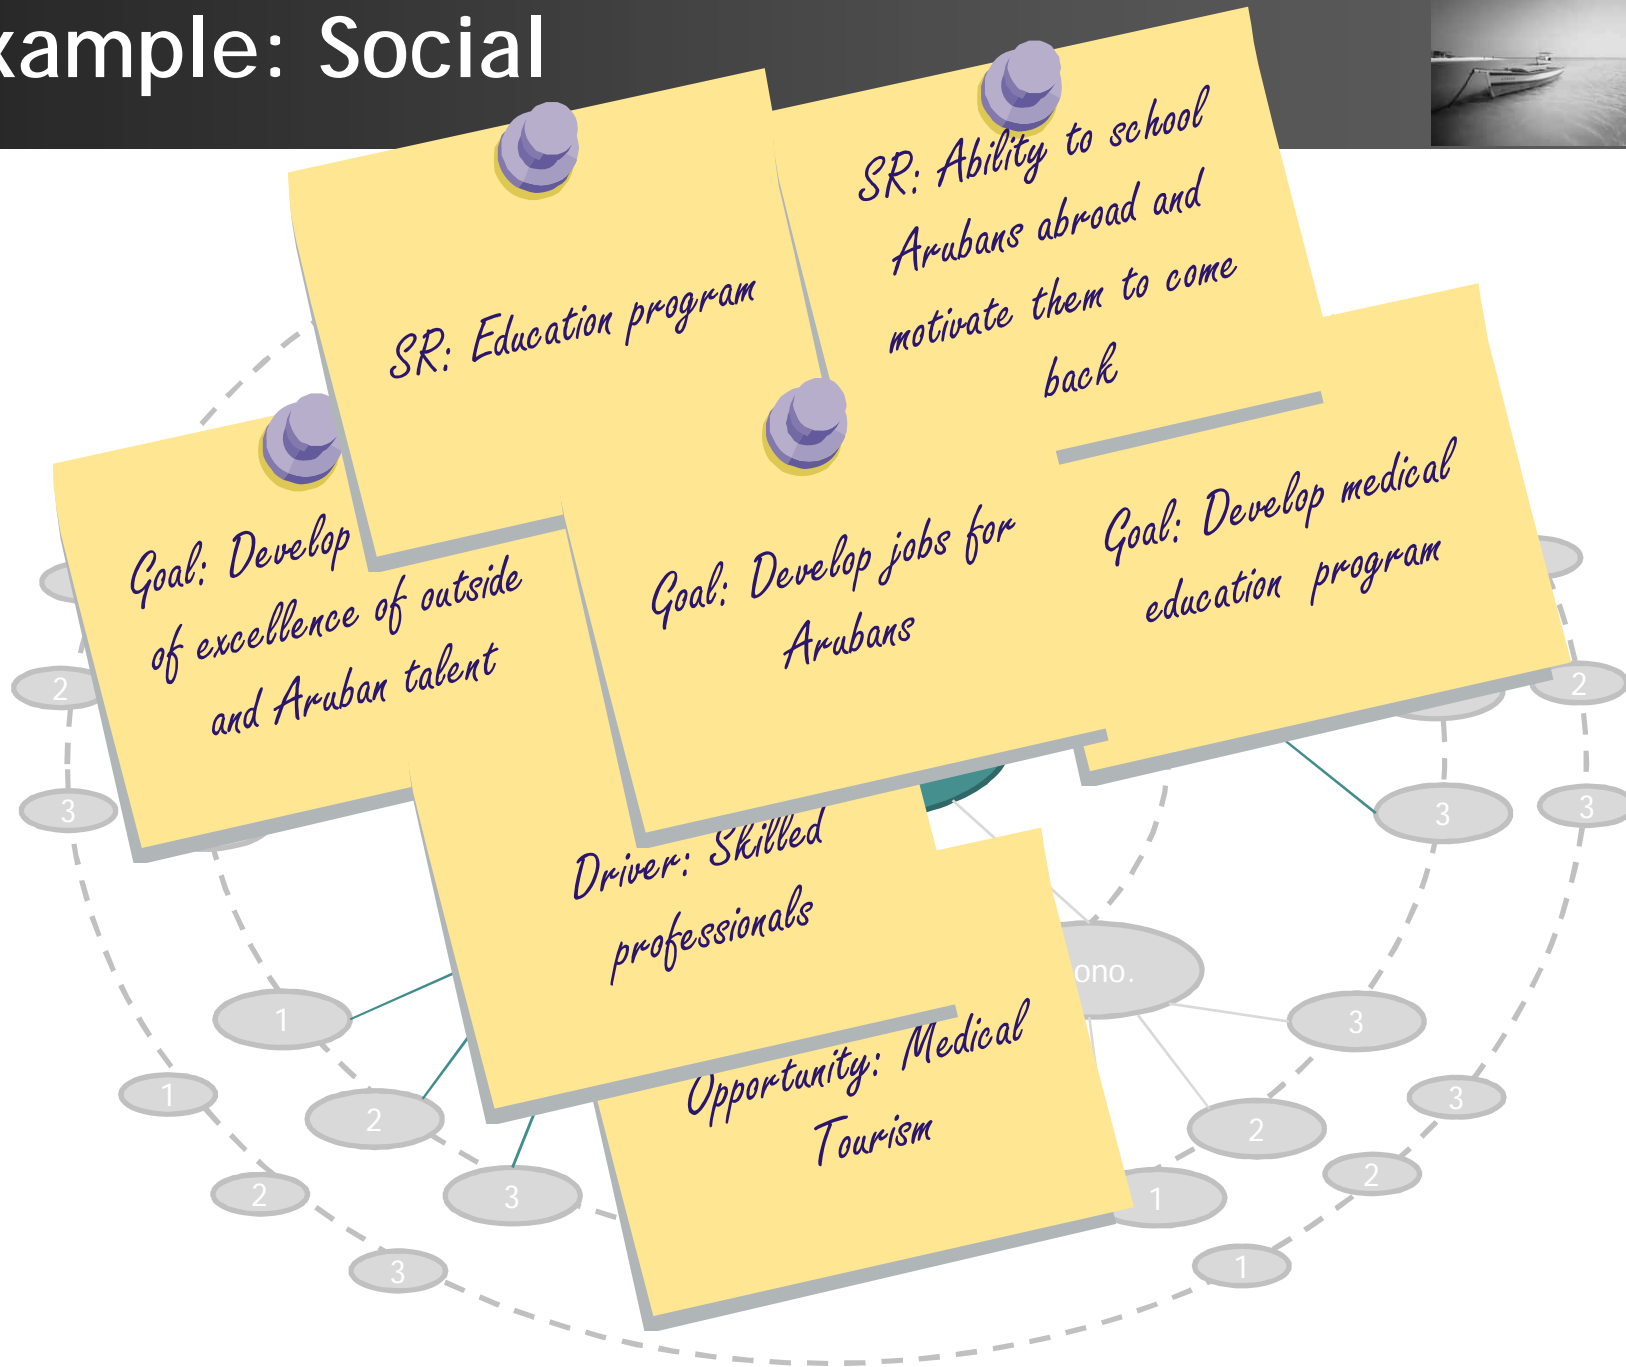 xample: Social
SR: Ability to school
Arubans abroad and
motivate them to come
back
SR: Education program
Goal: Develop medical
education program
Goal: Develop
of excellence of outside
and Aruban talent
Goal: Develop jobs for
Arubans
Driver: Skilled
professionals
Opportunity: Medical
Tourism
ono.
2
2
3
3
3
1
3
1
2
3
3
2
2
1
2
3
1